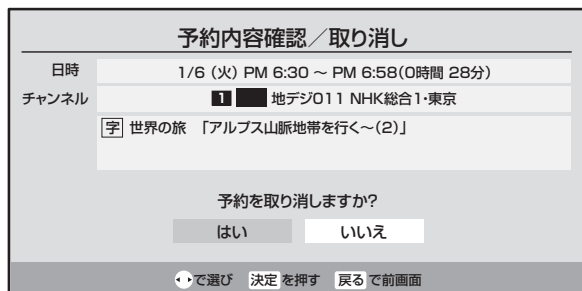 予約内容確認／取り消し
日時 1/6 (火) PM 6:30 ～ PM 6:58(0時間 28分)
チャンネル 1 地デジ011 NHK総合1・東京
字 世界の旅 「アルプス山脈地帯を行く～(2)」
予約を取り消しますか?
はい いいえ
で選び 決定 を押す 戻る で前画面